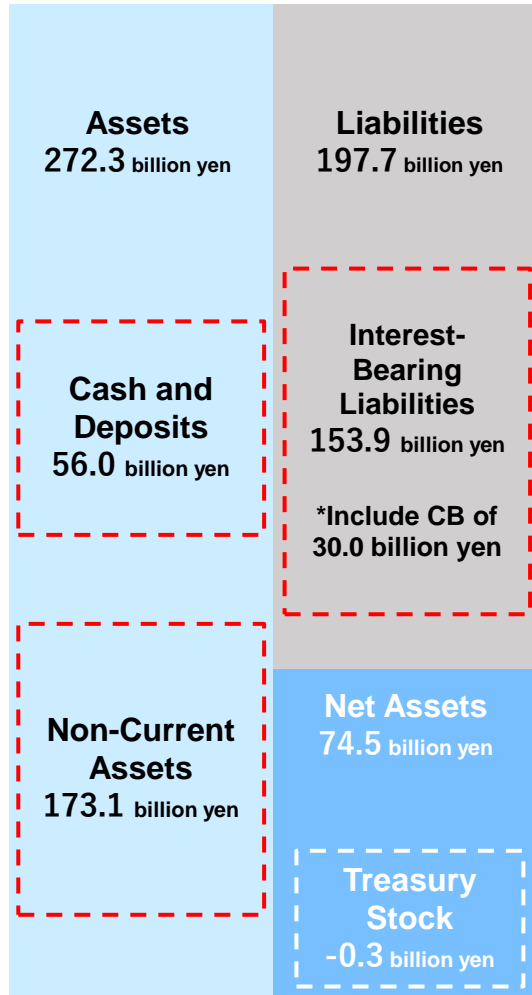 Assets
272.3 billion yen
Cash and
Deposits
56.0 billion yen
Non-Current
Assets
173.1 billion yen
Liabilities
197.7 billion yen
Interest-
Bearing
Liabilities
153.9 billion yen
*Include CB of
30.0 billion yen
Net Assets
74.5 billion yen
Treasury
Stock
-0.3 billion yen